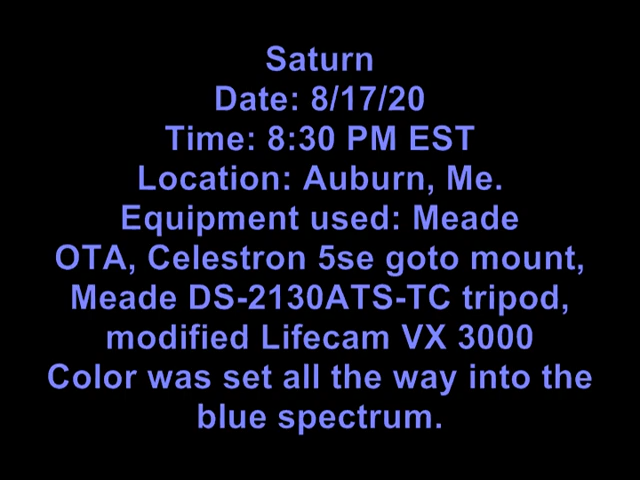 Saturn
Date: 8/17/20
Time: 8:30 PM EST
Location: Auburn, Me.
Equipment used: Meade
OTA, Celestron 5se goto mount,
Meade DS-2130ATS-TC tripod,
modified Lifecam VX 3000
Color was set all the way into the
blue spectrum.